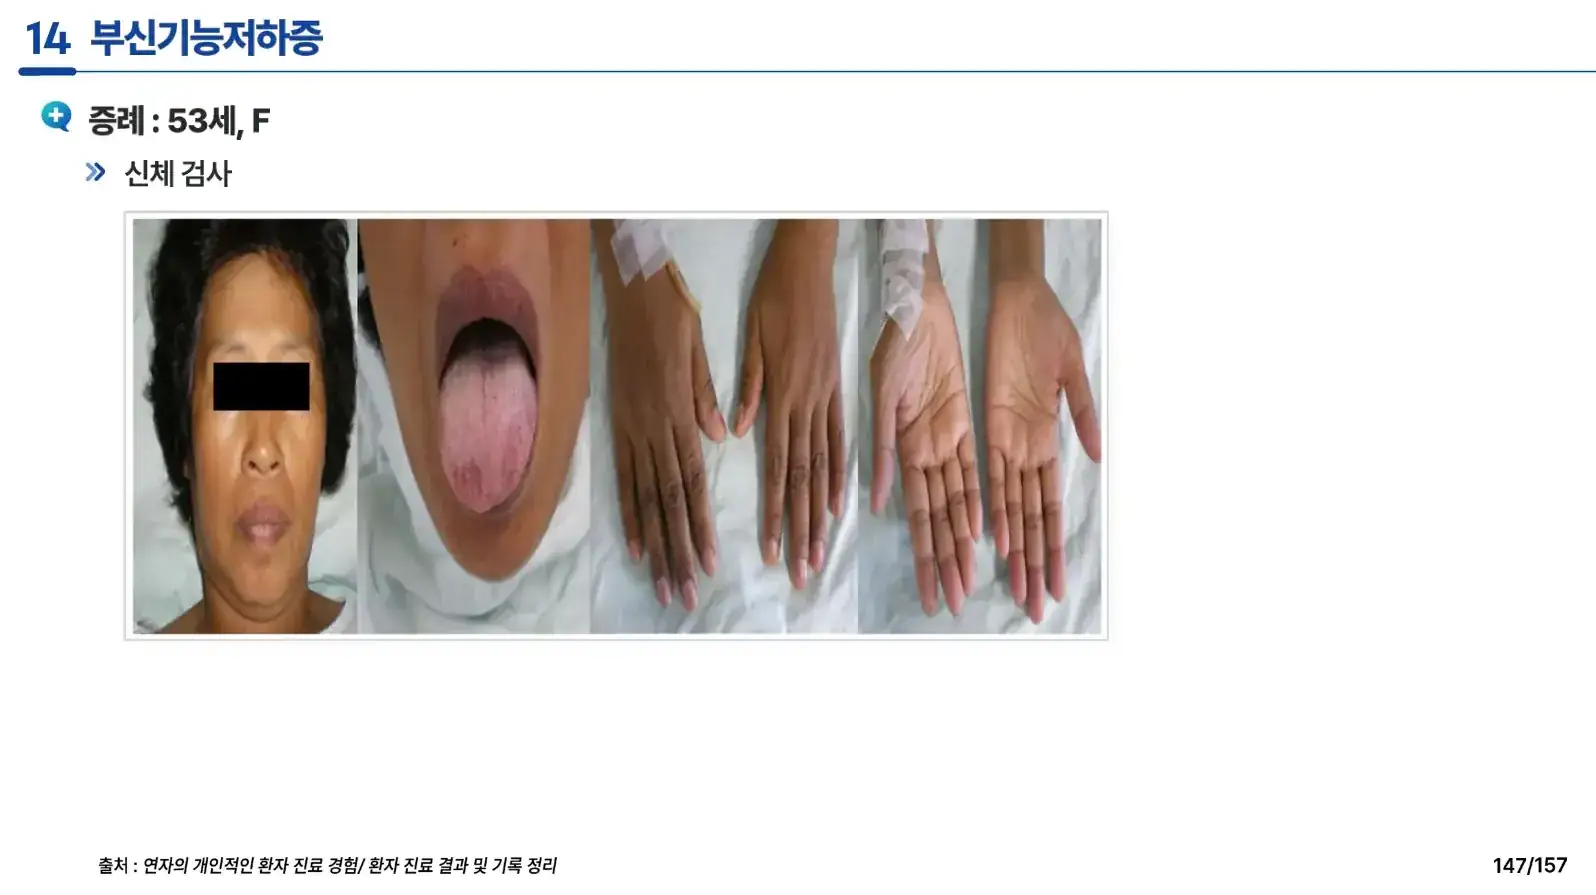 14 부신기능저하증
증례 : 53세, F
신체 검사
출처 : 연자의 개인적인 환자 진료 경험/ 환자 진료 결과 및 기록 정리
147/157